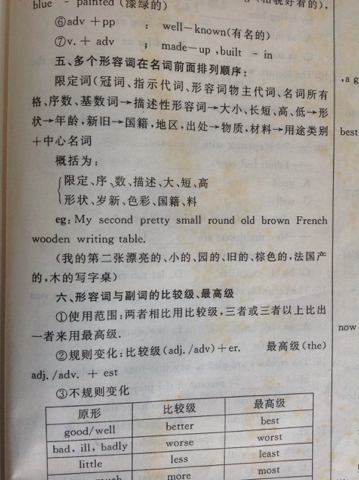 blue - painted (漆绿的)
⑥adv +pp ; well—known(有名的)
⑦v. + adv ; made—up ,built - in
五、多个形容词在名词前面排列顺序:
限定词(冠词、指示代词、形容词物主代词、名词所有
格、序数、基数词→描述性形容词→大小、长短、高、低→形
状→年龄、新旧→国籍,地区,出处→物质,材料→用途类别
+中心名词
概括为:
限定、序、数、描述、大、短、高
形状、岁新、色彩、国籍、料
eg: My second pretty small round old brown French
wooden writing table.
(我的第二张漂亮的、小的、园的、旧的、棕色的,法国产
的,木的写字桌)
六、形容词与副词的比较级、最高级
①使用范围:两者相比用比较级,三者或三者以上比出
一者来用最高级.
②规则变化:比较级(adj. /adv)+er. 最高级(the)
adj. /adv. + est
③不规则变化
原形 比较级 最高级
good/well better best
bad, ill, badly worse worst
little less least
more most
,a g
best
now